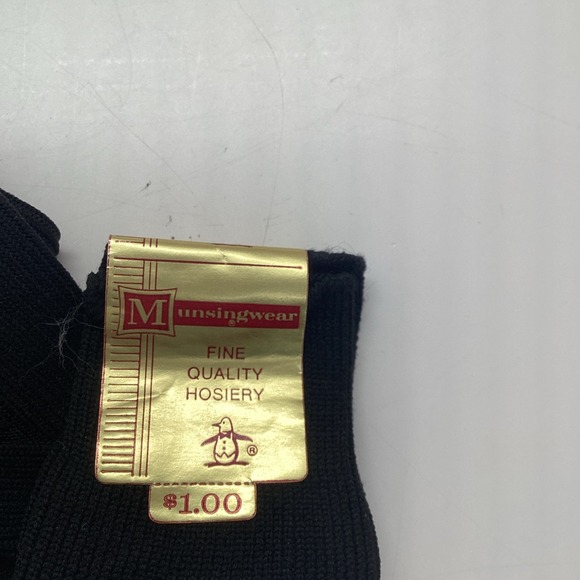 Munsingwear
®
FINE
QUALITY
HOSIERY
®
$1.00